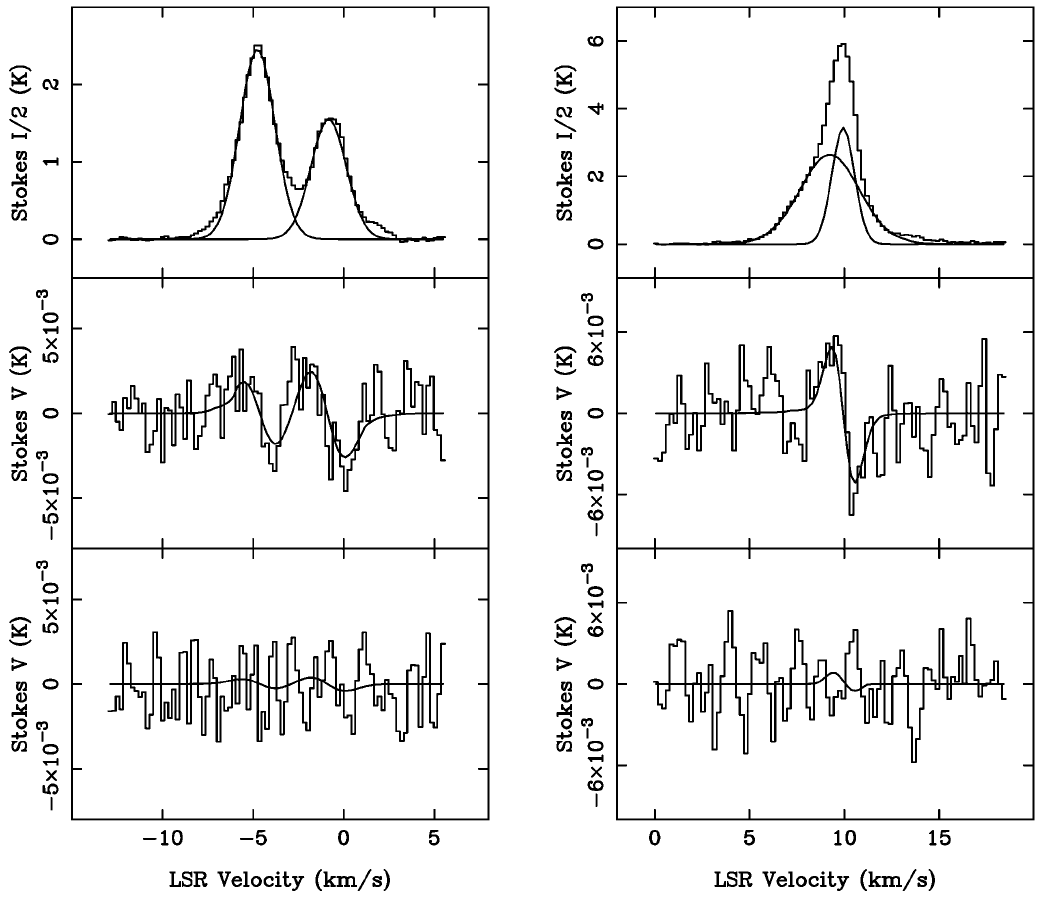 Stokes I/2 (K)
2
1
0
Stokes I/2 (K)
6
4
2
0
Stokes V (K)
5×10−3
0
−5×10−3
Stokes V (K)
6×10−3
0
−6×10−3
Stokes V (K)
5×10−3
0
−5×10−3
Stokes V (K)
6×10−3
0
−6×10−3
−10 −5 0 5
0 5 10 15
LSR Velocity (km/s)
LSR Velocity (km/s)